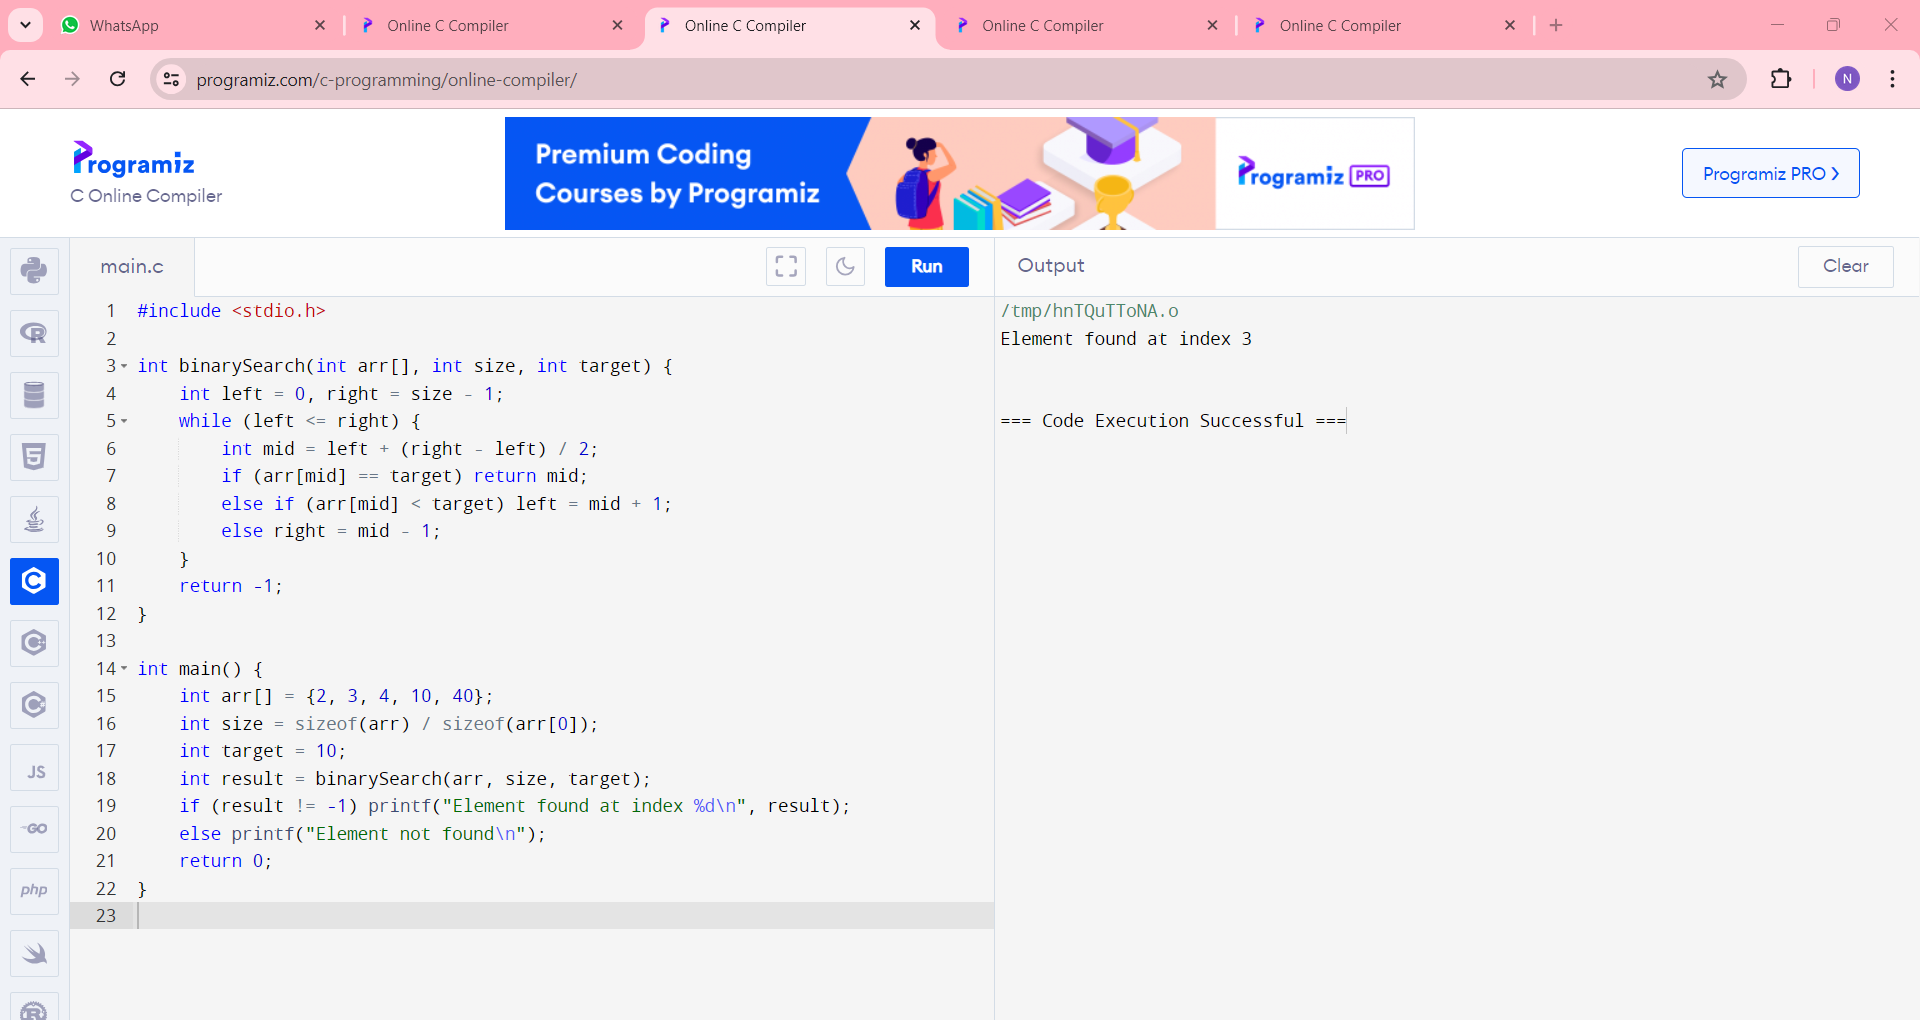 WhatsApp
Online C Compiler
Online C Compiler
Online C Compiler
Online C Compiler
programiz.com/c-programming/online-compiler/
N
Programiz
C Online Compiler
Premium Coding
Courses by Programiz
Programiz PRO
Programiz PRO
main.c
Run
Output
Clear
1 #include <stdio.h>
2
3 int binarySearch(int arr[], int size, int target) {
4     int left = 0, right = size - 1;
5     while (left <= right) {
6         int mid = left + (right - left) / 2;
7         if (arr[mid] == target) return mid;
8         else if (arr[mid] < target) left = mid + 1;
9         else right = mid - 1;
10     }
11     return -1;
12 }
13
14 int main() {
15     int arr[] = {2, 3, 4, 10, 40};
16     int size = sizeof(arr) / sizeof(arr[0]);
17     int target = 10;
18     int result = binarySearch(arr, size, target);
19     if (result != -1) printf("Element found at index %d\n", result);
20     else printf("Element not found\n");
21     return 0;
22 }
23
/tmp/hnTQuTToNA.o
Element found at index 3
=== Code Execution Successful ===
R
5
C
C
C
JS
GO
php
R